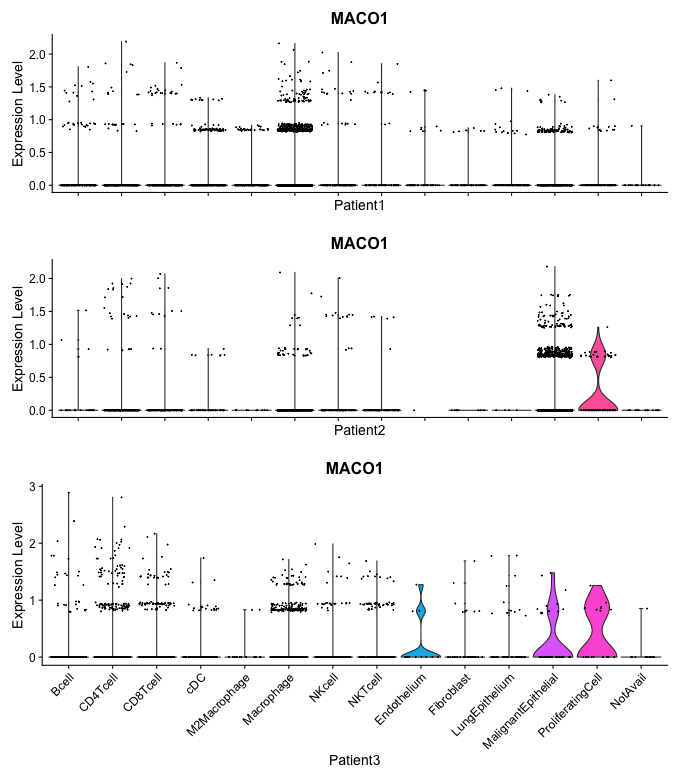 MACO1
Expression Level
2.0
1.5
1.0
0.5
0.0
Patient1
MACO1
Expression Level
2.0
1.5
1.0
0.5
0.0
Patient2
MACO1
Expression Level
3
2
1
0
Bcell
CD4Tcell
CD8Tcell
cDC
M2Macrophage
Macrophage
NKcell
NKTcell
Endothelium
Fibroblast
LungEpithelium
MalignantEpithelial
ProliferatingCell
NotAvail
Patient3